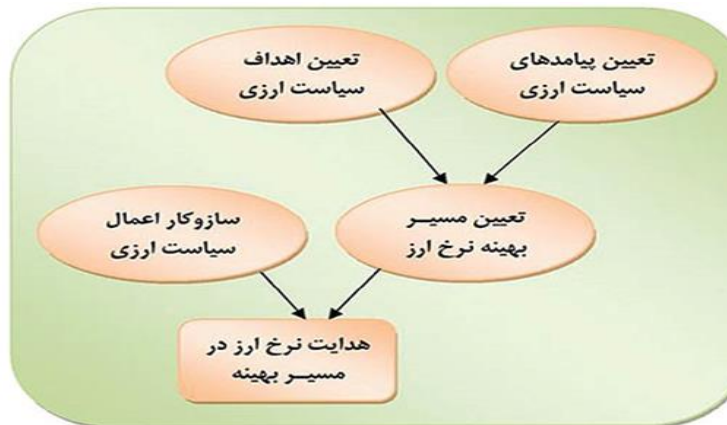 تعیین پیامدهای
سیاست ارزی
تعیین اهداف
سیاست ارزی
تعیین مسیر
بهینه نرخ ارز
سازوکار اعمال
سیاست ارزی
هدایت نرخ ارز در
مسیر بهینه